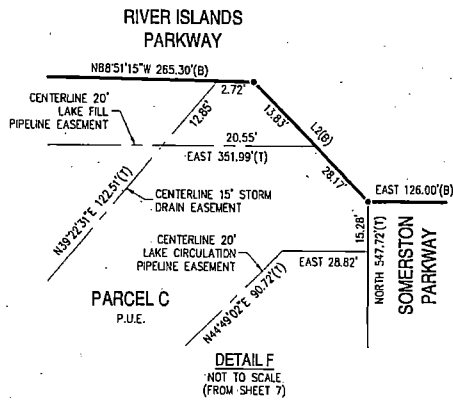 RIVER ISLANDS
PARKWAY
N88°51'15"W 265.30'(B)
2.72'
CENTERLINE 20'
LAKE FILL
PIPELINE EASEMENT
12.85'
13.83'
L2(B)
20.55'
EAST 351.99'(T)
28.17'
EAST 126.00'(B)
N39°22'31"E 122.51'(T)
CENTERLINE 15' STORM
DRAIN EASEMENT
15.28'
CENTERLINE 20'
LAKE CIRCULATION
PIPELINE EASEMENT
EAST 28.82'
NORTH 547.72'(T)
SOMERSTON
PARKWAY
PARCEL C
P.U.E.
N44°49'02"E 90.72'(T)
DETAIL F
NOT TO SCALE
(FROM SHEET 7)